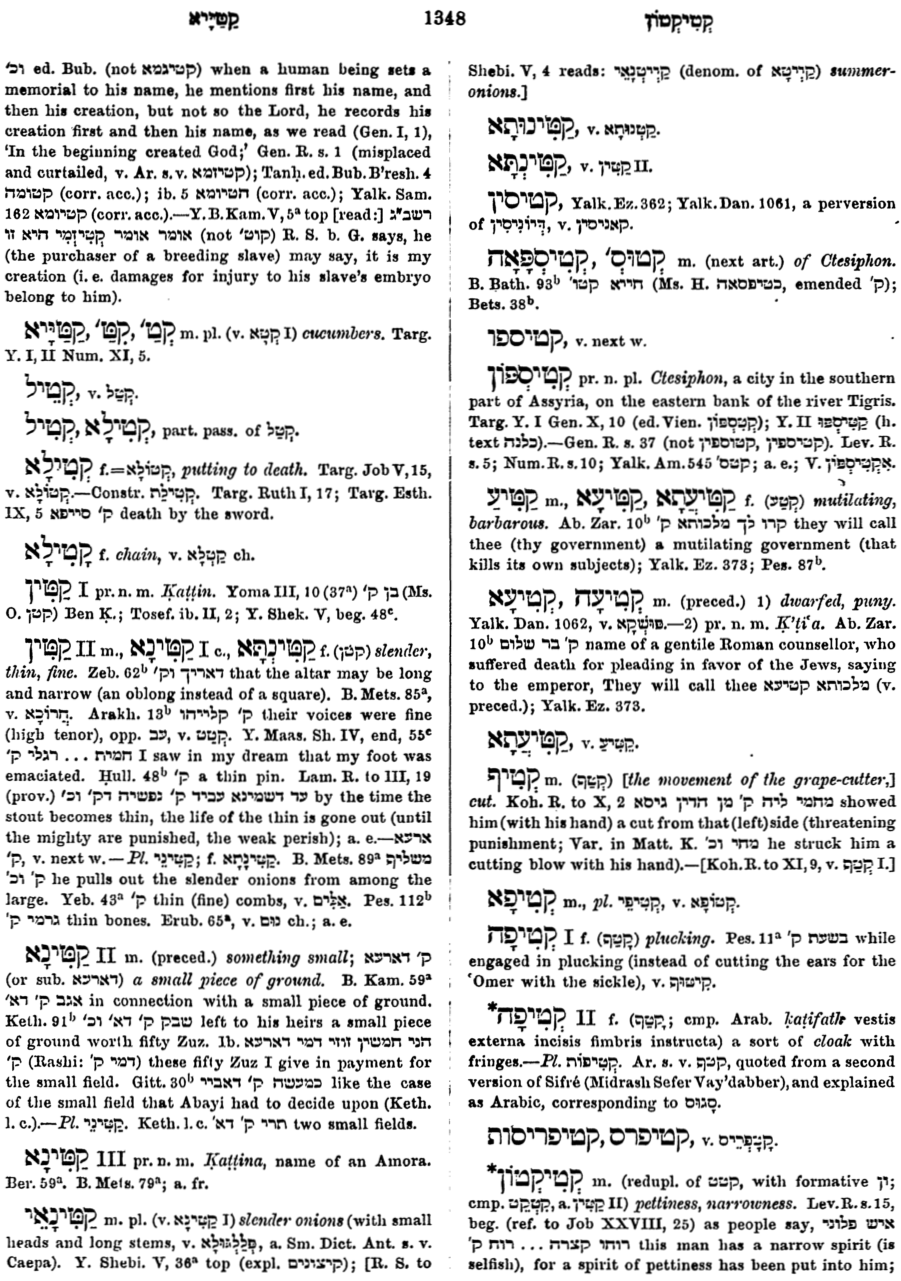 קַטַּיָּיא 1348 קְטִיקְטוֹן
וכ' ed. Bub. (not קטיגמא) when a human being sets a
memorial to his name, he mentions first his name, and
then his creation, but not so the Lord, he records his
creation first and then his name, as we read (Gen. I, 1),
‘In the beginning created God;’ Gen. R. s. 1 (misplaced
and curtailed, v. Ar. s. v. קטיזמא); Tanḥ. ed. Bub. B'resh. 4
קטומה (corr. acc.); ib. 5 חטיומא (corr. acc.); Yalk. Sam.
162 קטיומא (corr. acc.).—Y. B. Kam. V, 5ᵃ top [read:] רשב״ג
אומר אומר קְטִיזְמִי היא זו (not קוט') R. S. b. G. says, he
(the purchaser of a breeding slave) may say, it is my
creation (i. e. damages for injury to his slave's embryo
belong to him).
קַטַּיָּיא, קִטַּ', קְט' m. pl. (v. קְטָא I) cucumbers. Targ.
Y. I, II Num. XI, 5.
קְטִיל, v. קְטַל.
קְטִיל, קְטִילָא, part. pass. of קְטַל.
קְטִילָא f.=קְטוֹלָא, putting to death. Targ. Job V, 15,
v. קְטוֹלָא.—Constr. קְטִילַת. Targ. Ruth I, 17; Targ. Esth.
IX, 5 ק' סייפא death by the sword.
קָטִילָא f. chain, v. קַטְלָא ch.
קַטִּין I pr. n. m. Ḳaṭṭin. Yoma III, 10 (37ᵃ) בן ק' (Ms.
O. קטן) Ben Ḳ.; Tosef. ib. II, 2; Y. Shek. V, beg. 48ᶜ.
קַטִּין II m., קַטִּינָא I c., קַטִּינְתָּא f. (קטן) slender,
thin, fine. Zeb. 62ᵇ דאריך וק' that the altar may be long
and narrow (an oblong instead of a square). B. Mets. 85ᵃ,
v. חֲרוֹכָא. Arakh. 13ᵇ ק' קלייהו their voices were fine
(high tenor), opp. עב, v. קְטַט. Y. Maas. Sh. IV, end, 55ᶜ
חמית ... רגלי ק' I saw in my dream that my foot was
emaciated. Ḥull. 48ᵇ ק' a thin pin. Lam. R. to III, 19
(prov.) עד דשמינא עביד ק' נפשיה דק' וכ' by the time the
stout becomes thin, the life of the thin is gone out (until
the mighty are punished, the weak perish); a. e.—ארעא
ק', v. next w.—Pl. קַטִּינֵי; f. קַטִּינָתָא. B. Mets. 89ᵃ משליף
ק' וכ' he pulls out the slender onions from among the
large. Yeb. 43ᵃ ק' thin (fine) combs, v. אַלִּים. Pes. 112ᵇ
גרמי ק' thin bones. Erub. 65ᵃ, v. נוּם ch.; a. e.
קַטִּינָא II m. (preced.) something small; ק' דארעא
(or sub. דארעא) a small piece of ground. B. Kam. 59ᵃ
אגב ק' דא' in connection with a small piece of ground.
Keth. 91ᵇ שבק ק' דא' וכ' left to his heirs a small piece
of ground worth fifty Zuz. Ib. הני חמשין זוזי דמי דארעא
ק' (Rashi: דמי ק') these fifty Zuz I give in payment for
the small field. Gitt. 30ᵇ כמעשה ק' דאביי like the case
of the small field that Abayi had to decide upon (Keth.
l. c.).—Pl. קַטִּינֵי. Keth. l. c. תרי ק' דא' two small fields.
קַטִּינָא III pr. n. m. Ḳaṭṭina, name of an Amora.
Ber. 59ᵃ. B. Mets. 79ᵃ; a. fr.
קַטִּינָאֵי m. pl. (v. קַטִּינָא I) slender onions (with small
heads and long stems, v. פְּלַלְגוּלָא, a. Sm. Dict. Ant. s. v.
Caepa). Y. Shebi. V, 36ᵃ top (expl. קיצונים); [R. S. to
Shebi. V, 4 reads: קַיְיטְנָאֵי (denom. of קַיְיטָא) summer-
onions.]
קַטִּינוּתָא, v. קַטְנוּתָא.
קַטִּינְתָּא, v. קַטִּין II.
קטיסין, Yalk. Ez. 362; Yalk. Dan. 1061, a perversion
of דְּיוֹנִיסִין, v. קאניסין.
קְטִיסְפָאָה, קְטוּס' m. (next art.) of Ctesiphon.
B. Bath. 93ᵇ חייא קטו' (Ms. H. כטיפסאה, emended ק');
Bets. 38ᵇ.
קטיספו, v. next w.
קְטִיסְפוֹן pr. n. pl. Ctesiphon, a city in the southern
part of Assyria, on the eastern bank of the river Tigris.
Targ. Y. I Gen. X, 10 (ed. Vien. קְטֵסְפוֹן); Y. II קְטֵיסְפוּ (h.
text כלנה).—Gen. R. s. 37 (not קטיספין, קטוספין). Lev. R.
s. 5; Num. R. s. 10; Yalk. Am. 545 קטס'; a. e.; V. אֲקְטֵיסְפוֹן.
קַטִּיעַ m., קַטִּיעָא, קַטִּיעֲתָא f. (קטע) mutilating,
barbarous. Ab. Zar. 10ᵇ קרו לך מלכותא ק' they will call
thee (thy government) a mutilating government (that
kills its own subjects); Yalk. Ez. 373; Pes. 87ᵇ.
קְטִיעָא, קְטִיעָה m. (preced.) 1) dwarfed, puny.
Yalk. Dan. 1062, v. פּוּשְׁקָא.—2) pr. n. m. Ḳ'ṭi‘a. Ab. Zar.
10ᵇ ק' בר שלום name of a gentile Roman counsellor, who
suffered death for pleading in favor of the Jews, saying
to the emperor, They will call thee מלכותא קטיעא (v.
preced.); Yalk. Ez. 373.
קַטִּיעֲתָא, v. קַטִּיעַ.
קְטִיף m. (קָטַף) [the movement of the grape-cutter,]
cut. Koh. R. to X, 2 מחמי ליה ק' מן הדין גיסא showed
him (with his hand) a cut from that (left) side (threatening
punishment; Var. in Matt. K. מחי וכ' he struck him a
cutting blow with his hand).—[Koh. R. to XI, 9, v. קְטַף I.]
קְטִיפָא m., pl. קְטִיפֵי, v. קְטוֹפָא.
קְטִיפָה I f. (קָטַף) plucking. Pes. 11ᵃ בשעת ק' while
engaged in plucking (instead of cutting the ears for the
‘Omer with the sickle), v. קִיטּוּף.
*קְטִיפָה II f. (קָטַף; cmp. Arab. ḳaṭifath vestis
externa incisis fimbris instructa) a sort of cloak with
fringes.—Pl. קְטִיפוֹת. Ar. s. v. קטף, quoted from a second
version of Sifré (Midrash Sefer Vay'dabber), and explained
as Arabic, corresponding to סָגוּס.
קטיפרס, קטיפריסות, v. קַצְפְּרֵיס.
*קְטִיקְטוֹן m. (redupl. of קטט, with formative וֹן;
cmp. קְטַקַט, a. קַטִּין II) pettiness, narrowness. Lev. R. s. 15,
beg. (ref. to Job XXVIII, 25) as people say, איש פלוני
רוחו קצרה ... רוח ק' this man has a narrow spirit (is
selfish), for a spirit of pettiness has been put into him;